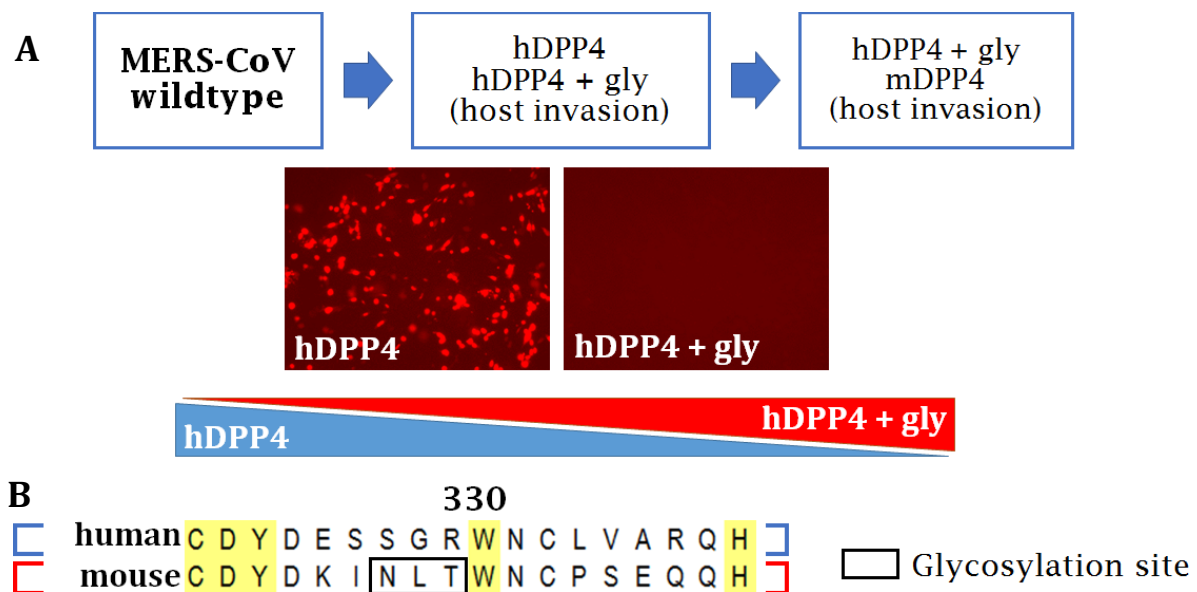 A
MERS-CoV
wildtype
hDPP4
hDPP4 + gly
(host invasion)
hDPP4 + gly
mDPP4
(host invasion)
hDPP4
hDPP4 + gly
hDPP4
hDPP4 + gly
B
330
human C D Y D E S S G R W N C L V A R Q H
mouse C D Y D K I N L T W N C P S E Q Q H
Glycosylation site